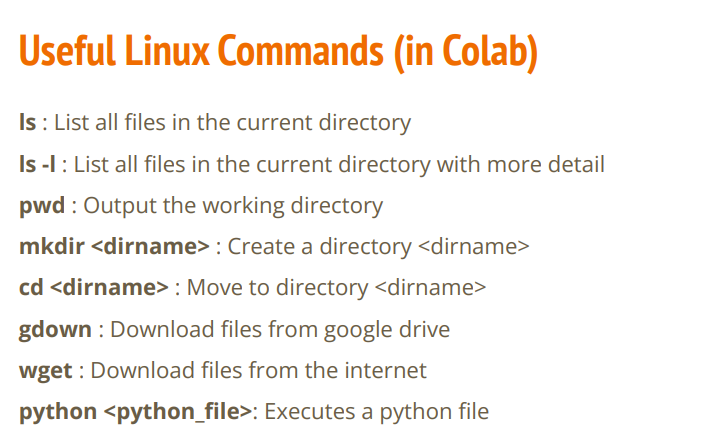 Useful Linux Commands (in Colab)
ls : List all files in the current directory
ls -l : List all files in the current directory with more detail
pwd : Output the working directory
mkdir <dirname> : Create a directory <dirname>
cd <dirname> : Move to directory <dirname>
gdown : Download files from google drive
wget : Download files from the internet
python <python_file>: Executes a python file